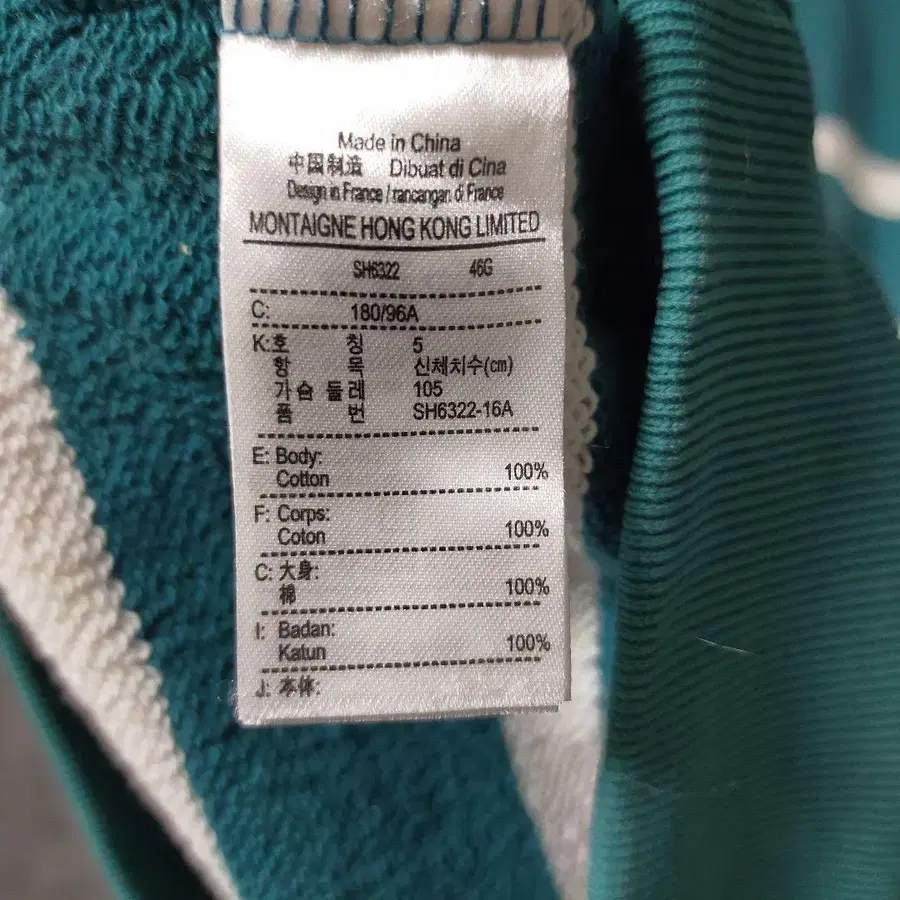 Made in China
中国制造 Dibuat di Cina
Design in France / rancangan di France
MONTAIGNE HONG KONG LIMITED
SH6322 46G
C: 180/96A
K:호 칭 5
항 목 신체치수(㎝)
가 슴 둘 레 105
품 번 SH6322-16A
E: Body:
Cotton 100%
F: Corps:
Coton 100%
C: 大身:
棉 100%
I: Badan:
Katun 100%
J: 本体: